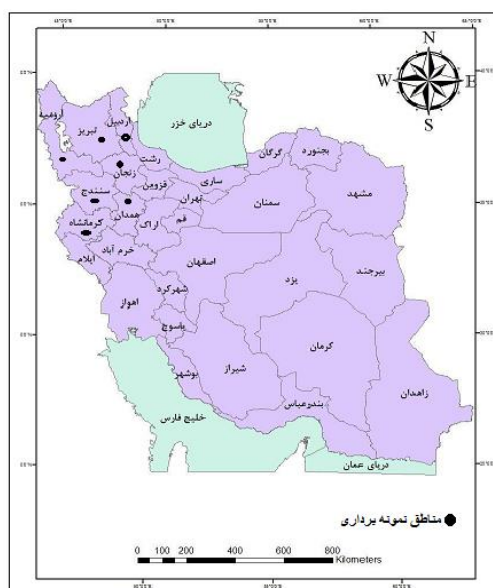 N
W E
S
دریای خزر
ارومیه
تبریز
اردبیل
رشت
زنجان
گرگان
بجنورد
مشهد
ساری
قزوین
سنندج
تهران
سمنان
همدان
کرمانشاه
اراک
قم
ایلام
خرم آباد
اصفهان
یزد
بیرجند
شهرکرد
اهواز
یاسوج
کرمان
شیراز
بوشهر
زاهدان
بندرعباس
خلیج فارس
دریای عمان
مناطق نمونه برداری
0 100 200 400 600 800
Kilometers